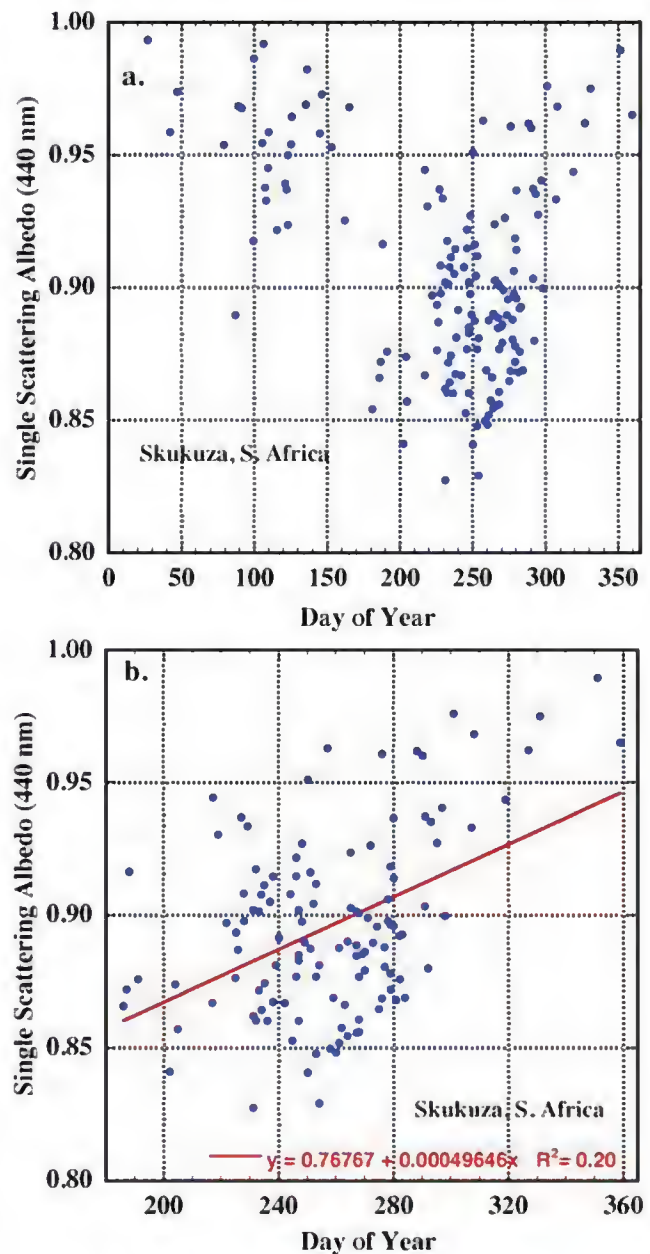 1.00
a.
0.95
0.90
0.85
0.80
Single Scattering Albedo (440 nm)
Skukuza, S. Africa
0 50 100 150 200 250 300 350
Day of Year
1.00
b.
0.95
0.90
0.85
0.80
Single Scattering Albedo (440 nm)
Skukuza, S. Africa
y = 0.76767 + 0.00049646x R²= 0.20
200 240 280 320 360
Day of Year